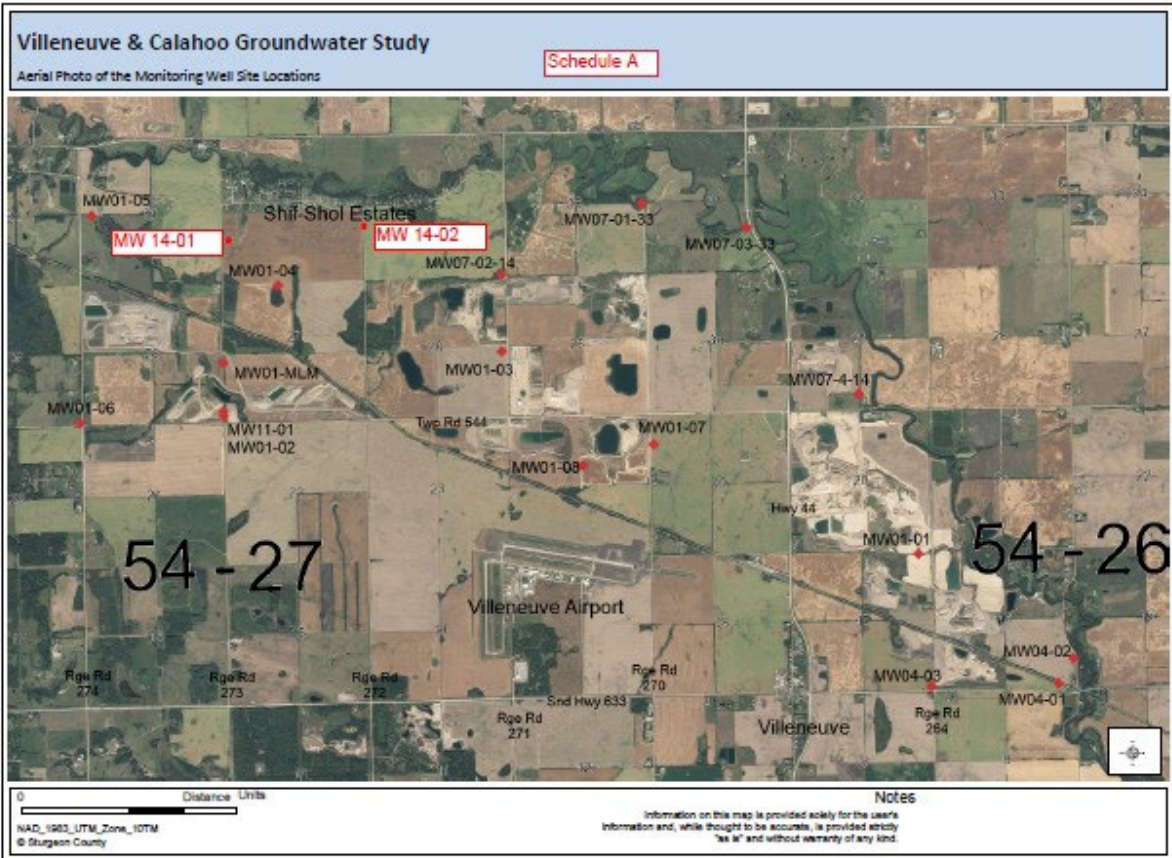 Villeneuve & Calahoo Groundwater Study
Schedule A
Aerial Photo of the Monitoring Well Site Locations
MW01-05
Shif Shol Estates
MW07-01-33
MW 14-01
MW 14-02
MW07-03-33
MW07-02-14
MW01-04
MW01-MLM
MW01-03
MW07-4-14
MW01-06
Twp Rd 544
MW11-01
MW01-02
MW01-07
MW01-08
Hwy 44
MW01-01
54 - 27
54 - 26
Villeneuve Airport
MW04-02
Rge Rd
274
Rge Rd
273
Rge Rd
272
Rge Rd
270
MW04-03
MW04-01
Snd Hwy 633
Rge Rd
271
Villeneuve
Rge Rd
264
0
Distance Units
NAD_1983_UTM_Zone_10TM
© Sturgeon County
Notes
Information on this map is provided solely for the user's
information and, while thought to be accurate, is provided strictly
"as is" and without warranty of any kind.